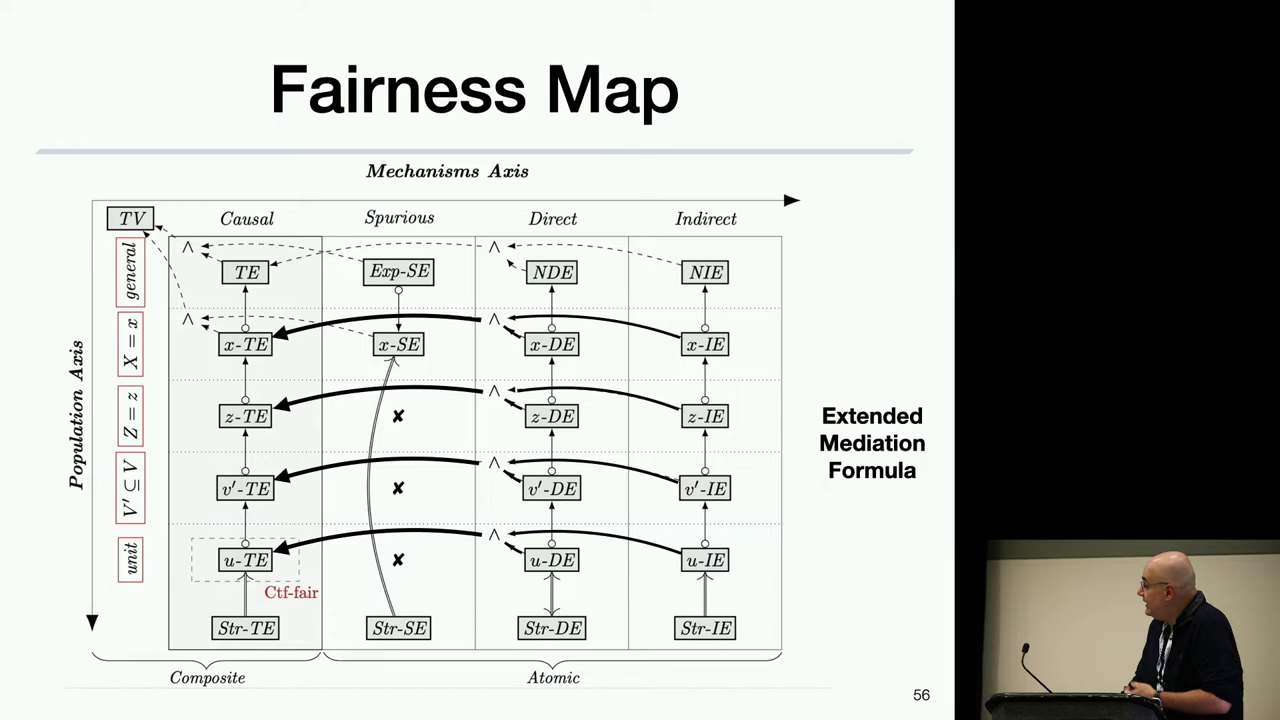 Fairness Map
Mechanisms Axis
TV Causal Spurious Direct Indirect
general
∧ ∧
TE Exp-SE NDE NIE
X = x
∧ ∧
x-TE x-SE x-DE x-IE
Population Axis
Z = z
∧
z-TE ✘ z-DE z-IE
Extended
Mediation
Formula
V′ ⊆ V
∧
v′-TE ✘ v′-DE v′-IE
unit
∧
u-TE ✘ u-DE u-IE
Ctf-fair
Str-TE Str-SE Str-DE Str-IE
Composite Atomic
56